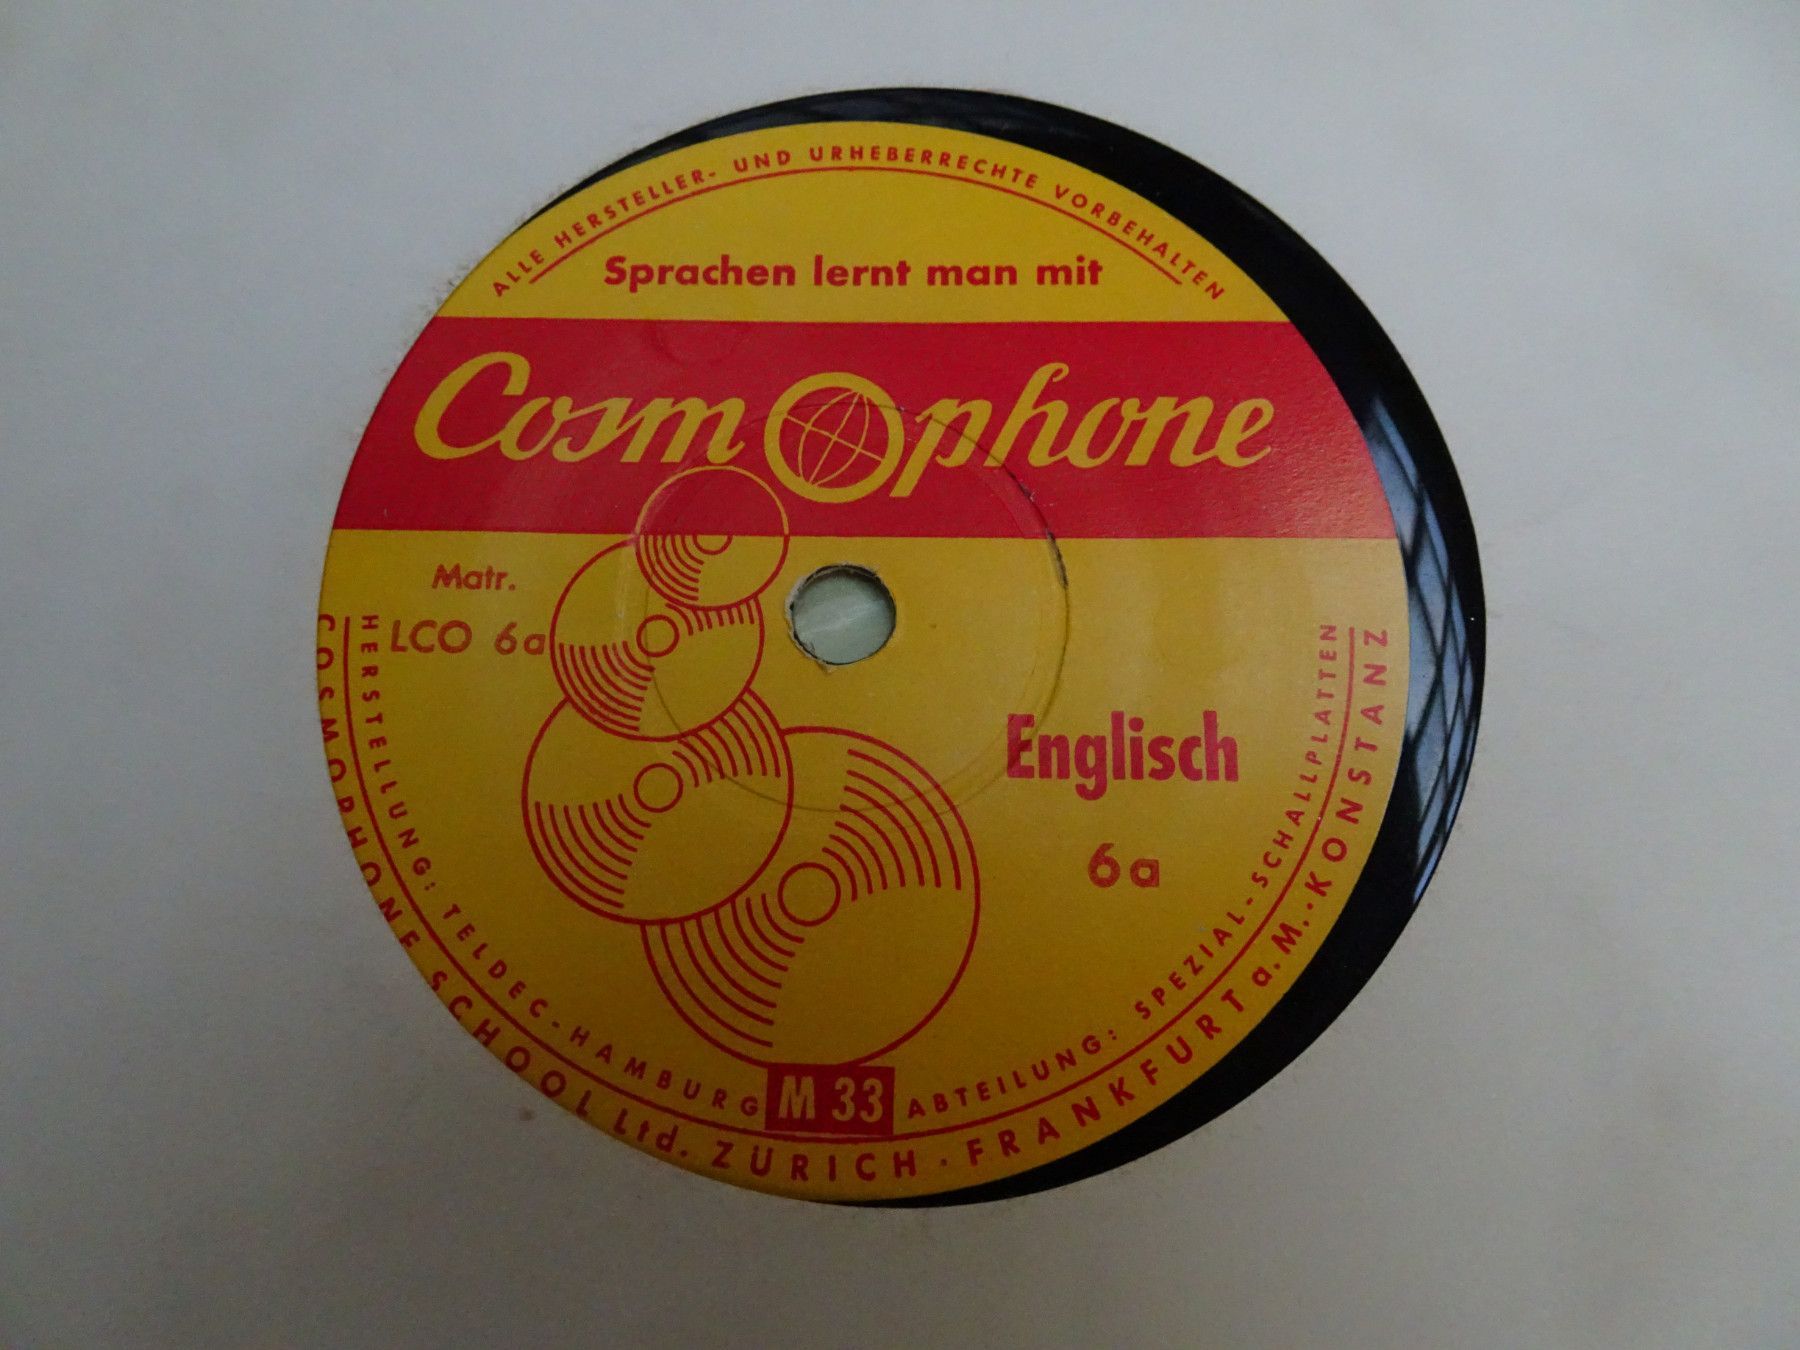 ALLE HERSTELLER- UND URHEBERRECHTE VORBEHALTEN
Sprachen lernt man mit
Cosmophone
Matr.
LCO 6a
Englisch
6a
HERSTELLUNG: TELDEC-HAMBURG
M 33
ABTEILUNG: SPEZIAL-SCHALLPLATTEN
COSMOPHONE SCHOOL Ltd. ZÜRICH · FRANKFURT a. M. · KONSTANZ